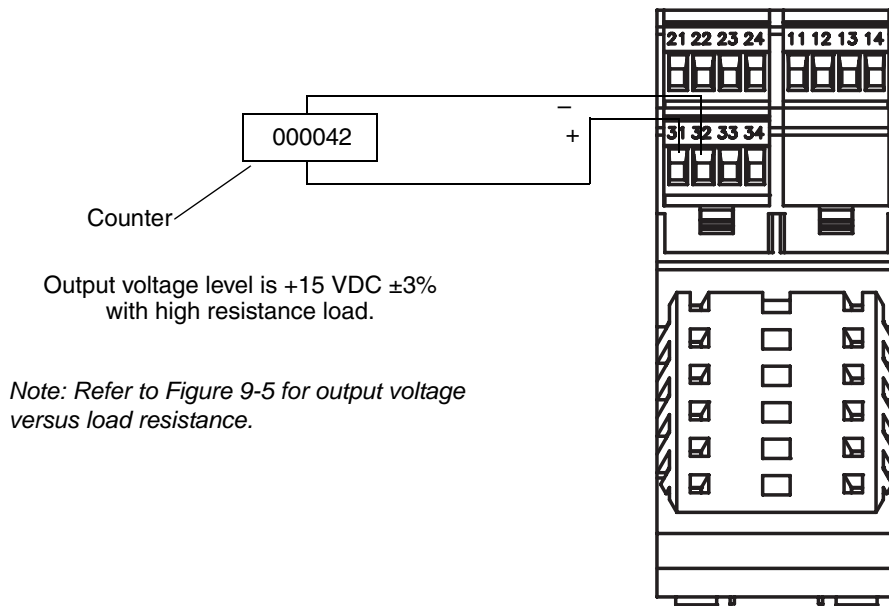 21 22 23 24 11 12 13 14
–
000042
+
31 32 33 34
Counter
Output voltage level is +15 VDC ±3%
with high resistance load.
Note: Refer to Figure 9-5 for output voltage
versus load resistance.